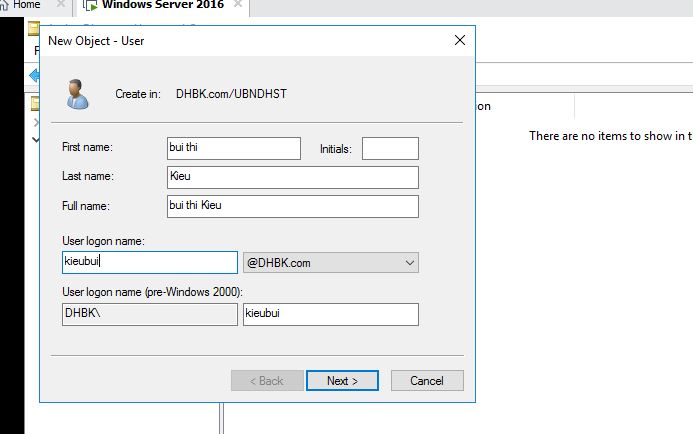 Home
Windows Server 2016
New Object - User
Create in: DHBK.com/UBNDHST
First name: bui thi Initials:
Last name: Kieu
Full name: bui thi Kieu
User logon name:
kieubui @DHBK.com
User logon name (pre-Windows 2000):
DHBK\ kieubui
< Back Next > Cancel
There are no items to show in t